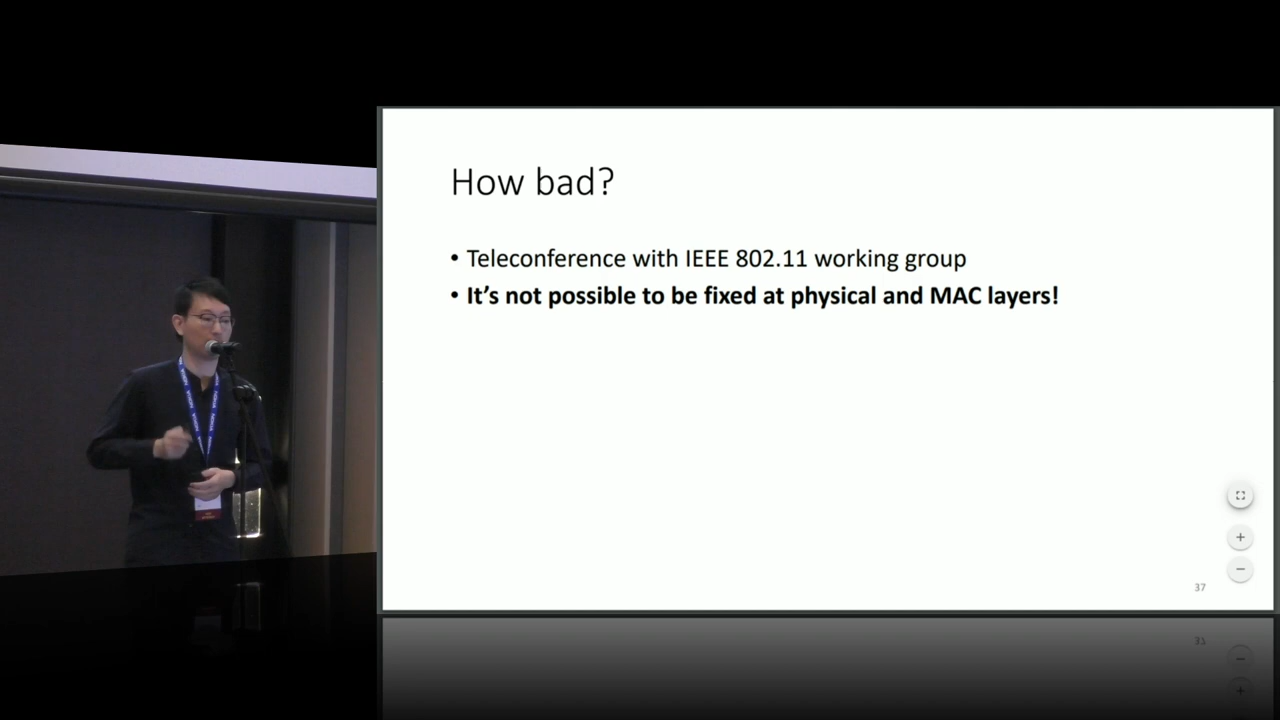 How bad?
• Teleconference with IEEE 802.11 working group
• It's not possible to be fixed at physical and MAC layers!
37